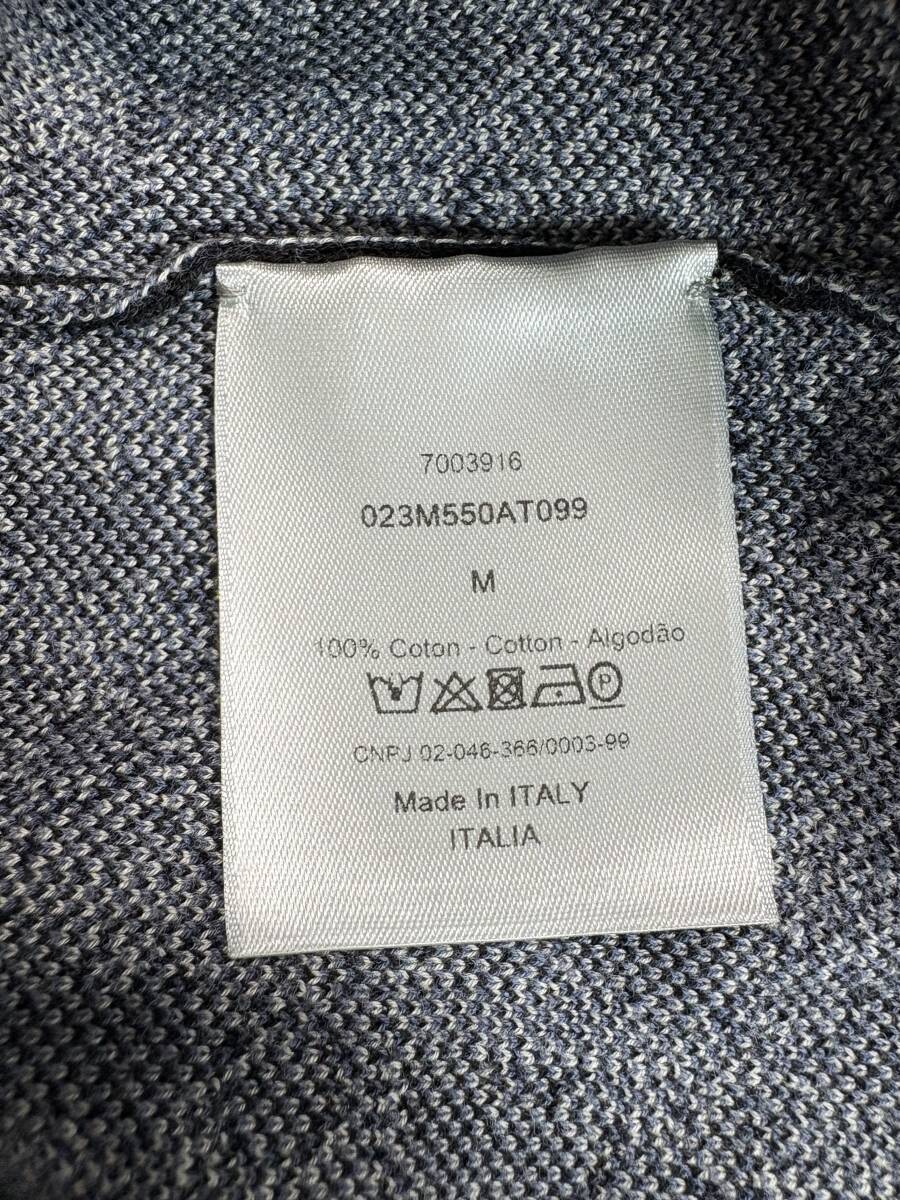 7003916
023M550AT099
M
100% Coton - Cotton - Algodão
P
CNPJ 02-046-366/0003-99
Made In ITALY
ITALIA